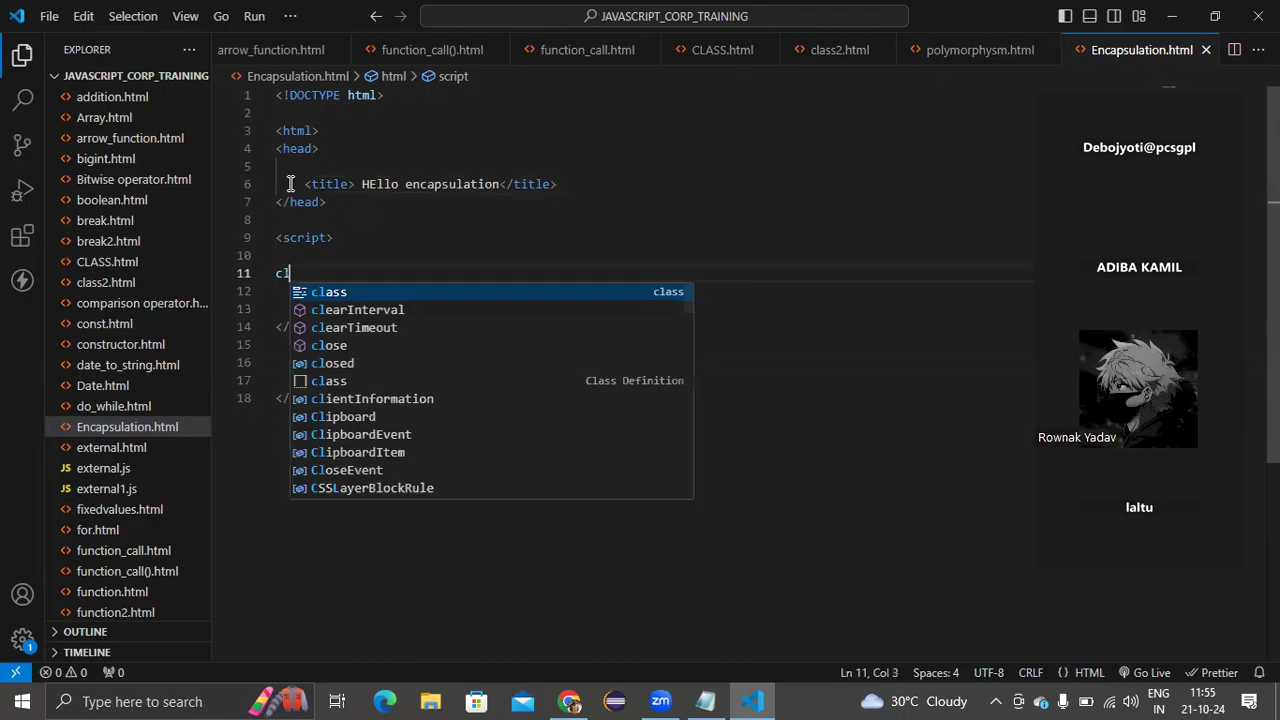 File Edit Selection View Go Run ··· JAVASCRIPT_CORP_TRAINING
EXPLORER ···
arrow_function.html function_call().html function_call.html CLASS.html class2.html polymorphysm.html Encapsulation.html
JAVASCRIPT_CORP_TRAINING
addition.html
Array.html
arrow_function.html
bigint.html
Bitwise operator.html
boolean.html
break.html
break2.html
CLASS.html
class2.html
comparison operator.h...
const.html
constructor.html
date_to_string.html
Date.html
do_while.html
Encapsulation.html
external.html
JS external.js
JS external1.js
fixedvalues.html
for.html
function_call.html
function_call().html
function.html
function2.html
OUTLINE
TIMELINE
Encapsulation.html > html > script
1 <!DOCTYPE html>
2
3 <html>
4 <head>
5
6 <title> HEllo encapsulation</title>
7 </head>
8
9 <script>
10
11 cl
12
13
14 </
15
16
17
18 </
class class
clearInterval
clearTimeout
close
closed
class Class Definition
clientInformation
Clipboard
ClipboardEvent
ClipboardItem
CloseEvent
CSSLayerBlockRule
Debojyoti@pcsgpl
ADIBA KAMIL
Rownak Yadav
laltu
1
0 0 0 Ln 11, Col 3 Spaces: 4 UTF-8 CRLF {} HTML Go Live Prettier
Type here to search zm 30°C Cloudy ENG IN 11:55 21-10-24